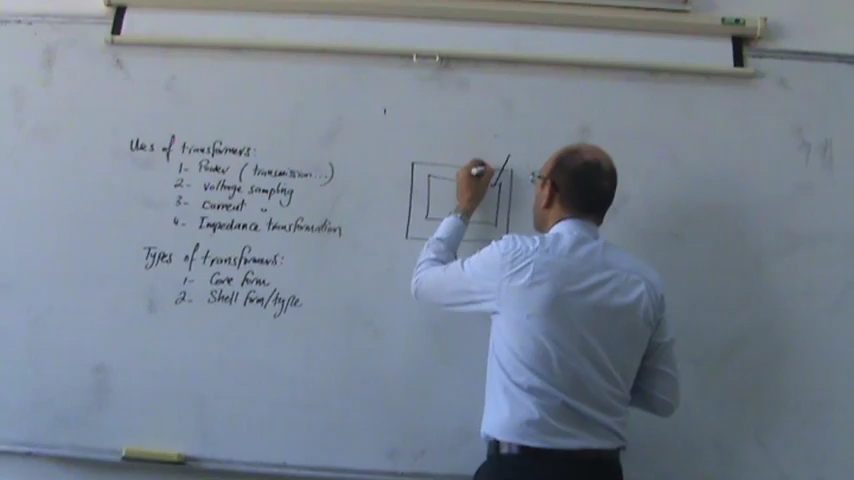 Uses of transformers:
1- Power (transmission...)
2- Voltage sampling
3- Current "
4- Impedance transformation
Types of transformers:
1- Core form
2- Shell form/type